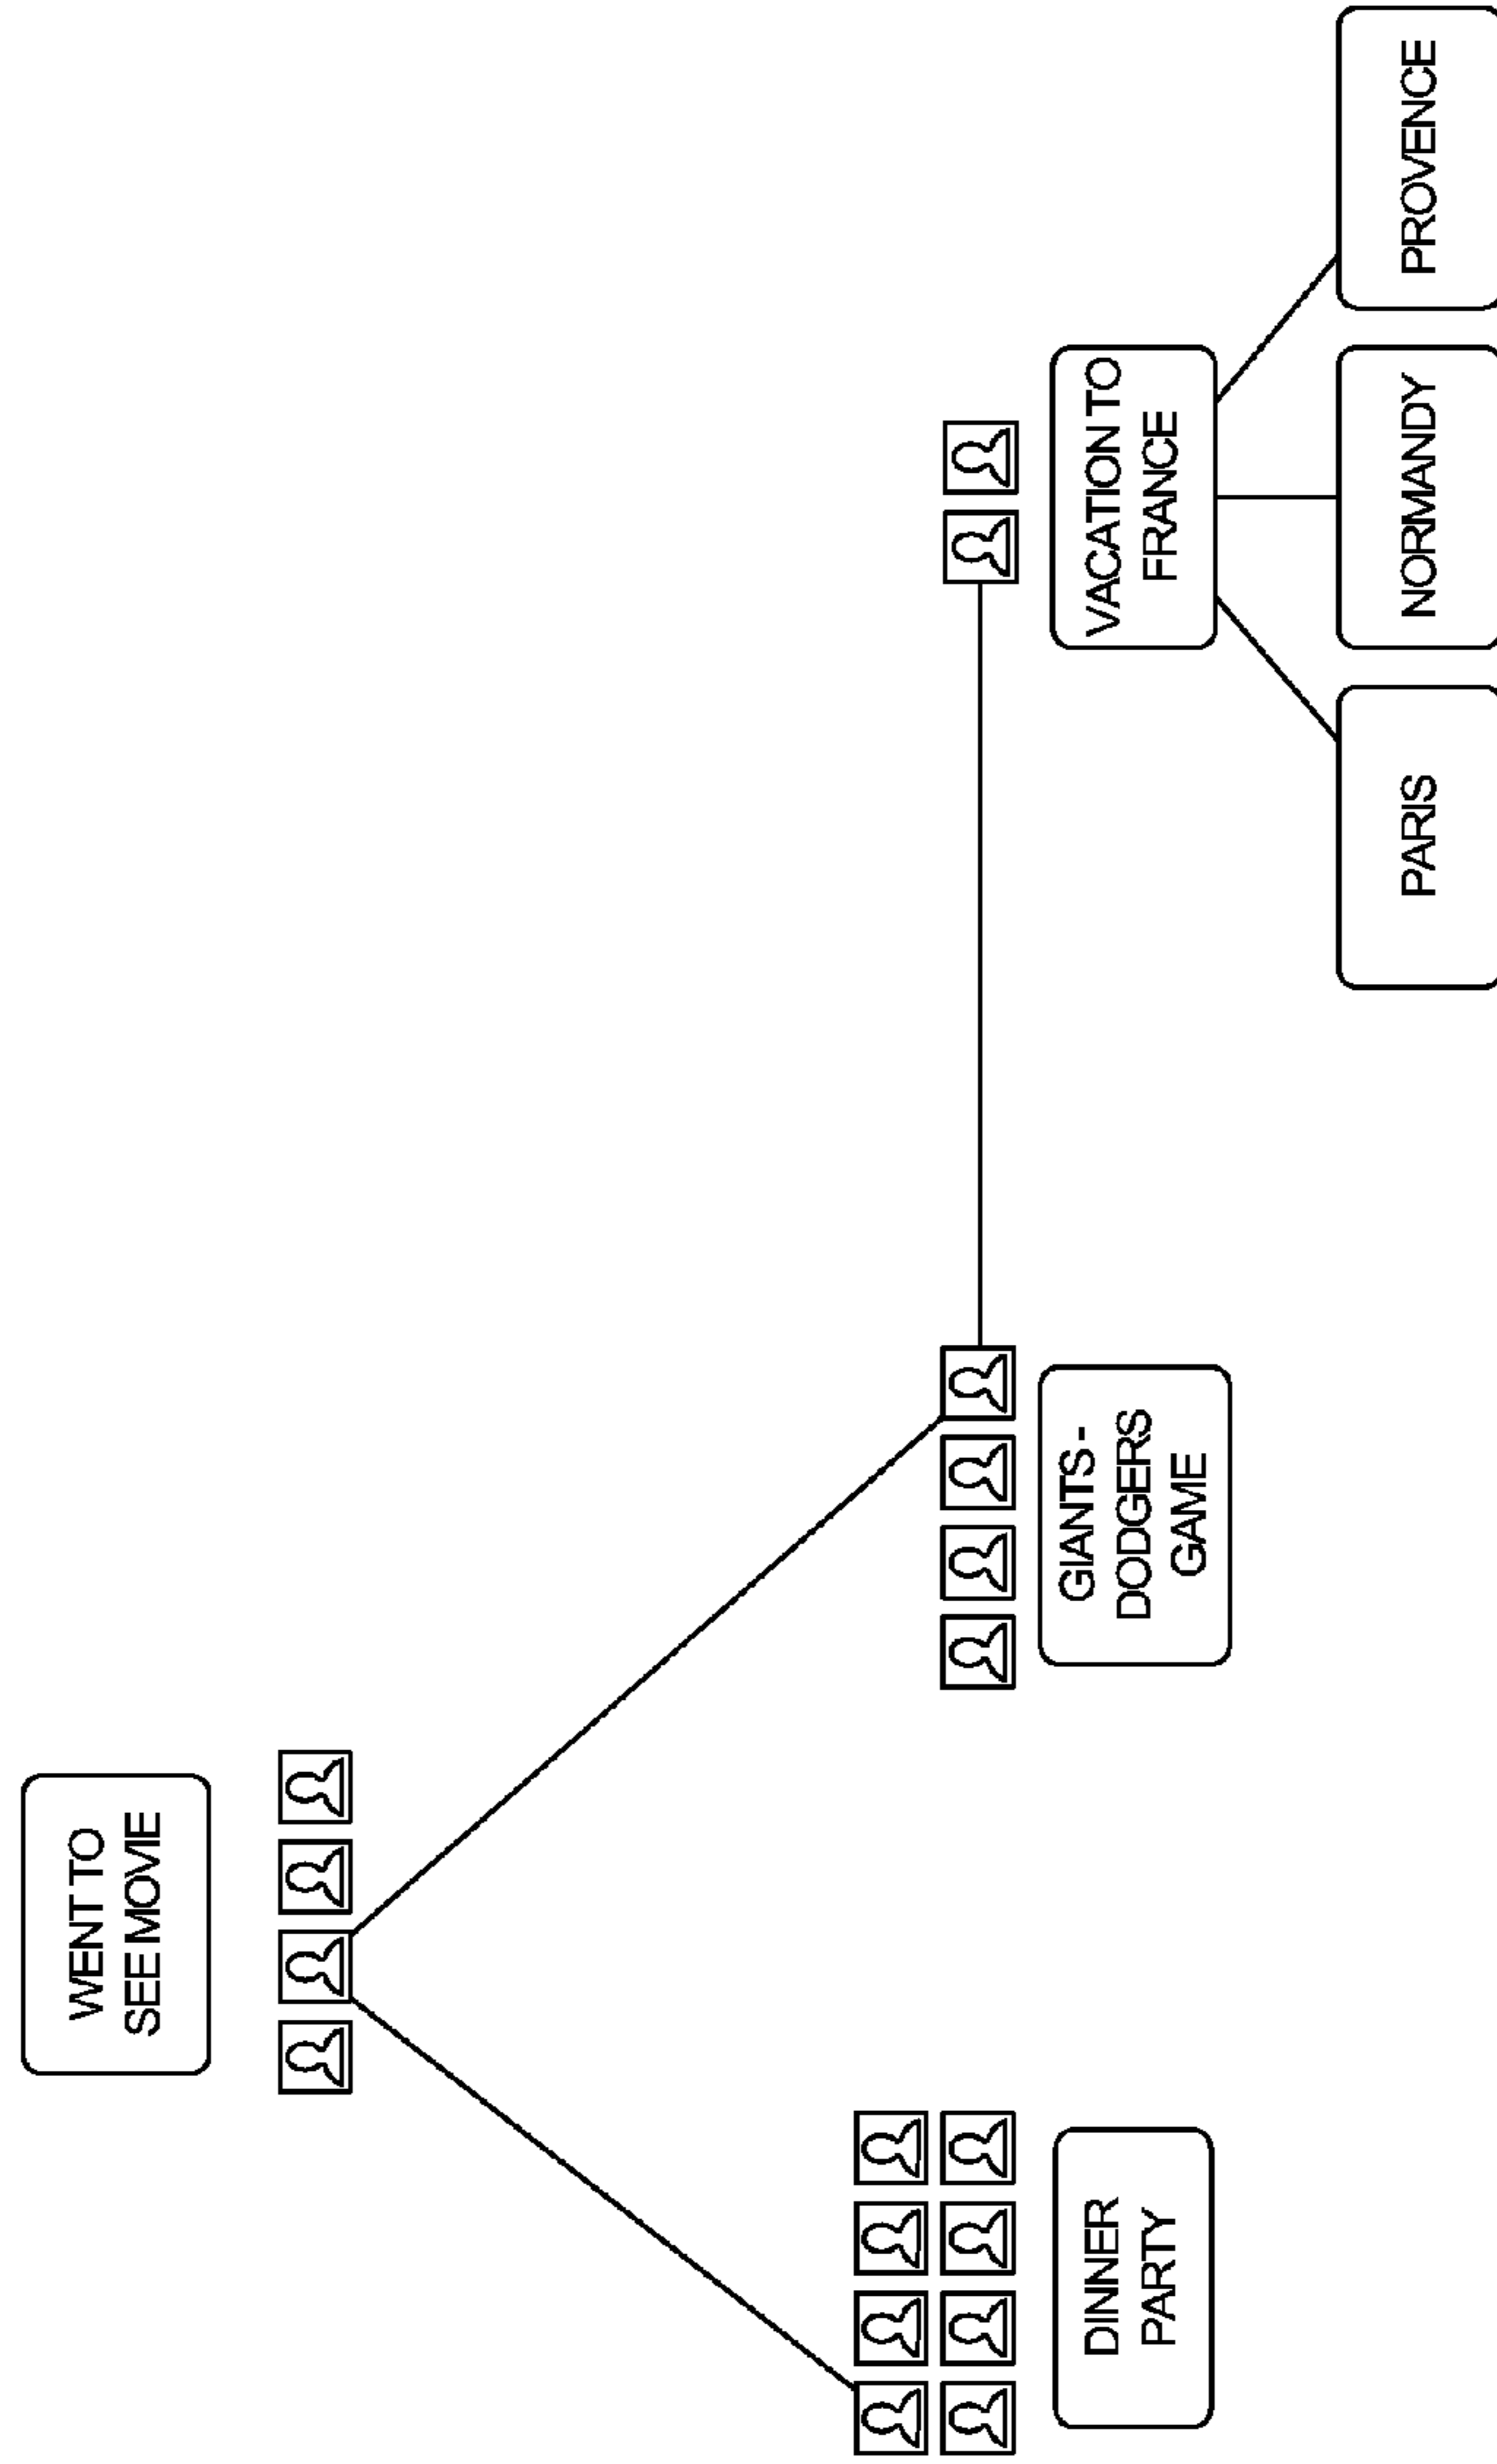 WENT TO
SEE MOVIE
DINNER
PARTY
GIANTS-
DODGERS
GAME
VACATION TO
FRANCE
PARIS
NORMANDY
PROVENCE